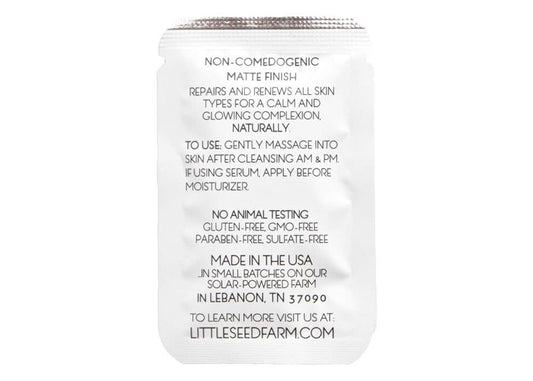 NON-COMEDOGENIC
MATTE FINISH
REPAIRS AND RENEWS ALL SKIN
TYPES FOR A CALM AND
GLOWING COMPLEXION,
NATURALLY.
TO USE: GENTLY MASSAGE INTO
SKIN AFTER CLEANSING AM & PM.
IF USING SERUM, APPLY BEFORE
MOISTURIZER.
NO ANIMAL TESTING
GLUTEN-FREE, GMO-FREE
PARABEN-FREE, SULFATE-FREE
MADE IN THE USA
..IN SMALL BATCHES ON OUR
SOLAR-POWERED FARM
IN LEBANON, TN 37090
TO LEARN MORE VISIT US AT:
LITTLESEEDFARM.COM